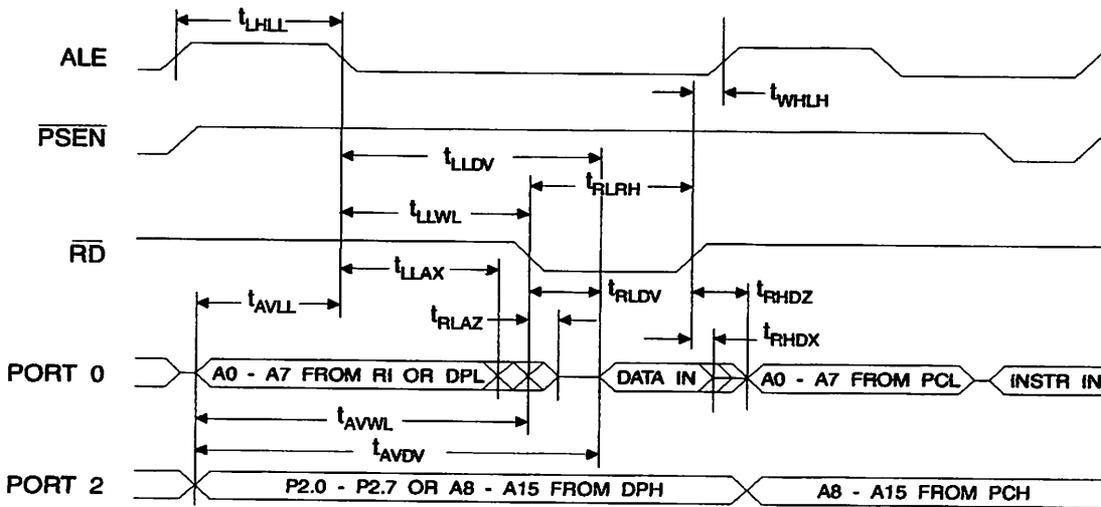 tLHLL
ALE
tWHLH
PSEN
tLLDV
tRLRH
tLLWL
RD
tLLAX
tRLDV
tRHDZ
tAVLL
tRLAZ
tRHDX
PORT 0
A0 - A7 FROM RI OR DPL
DATA IN
A0 - A7 FROM PCL
INSTR IN
tAVWL
tAVDV
PORT 2
P2.0 - P2.7 OR A8 - A15 FROM DPH
A8 - A15 FROM PCH